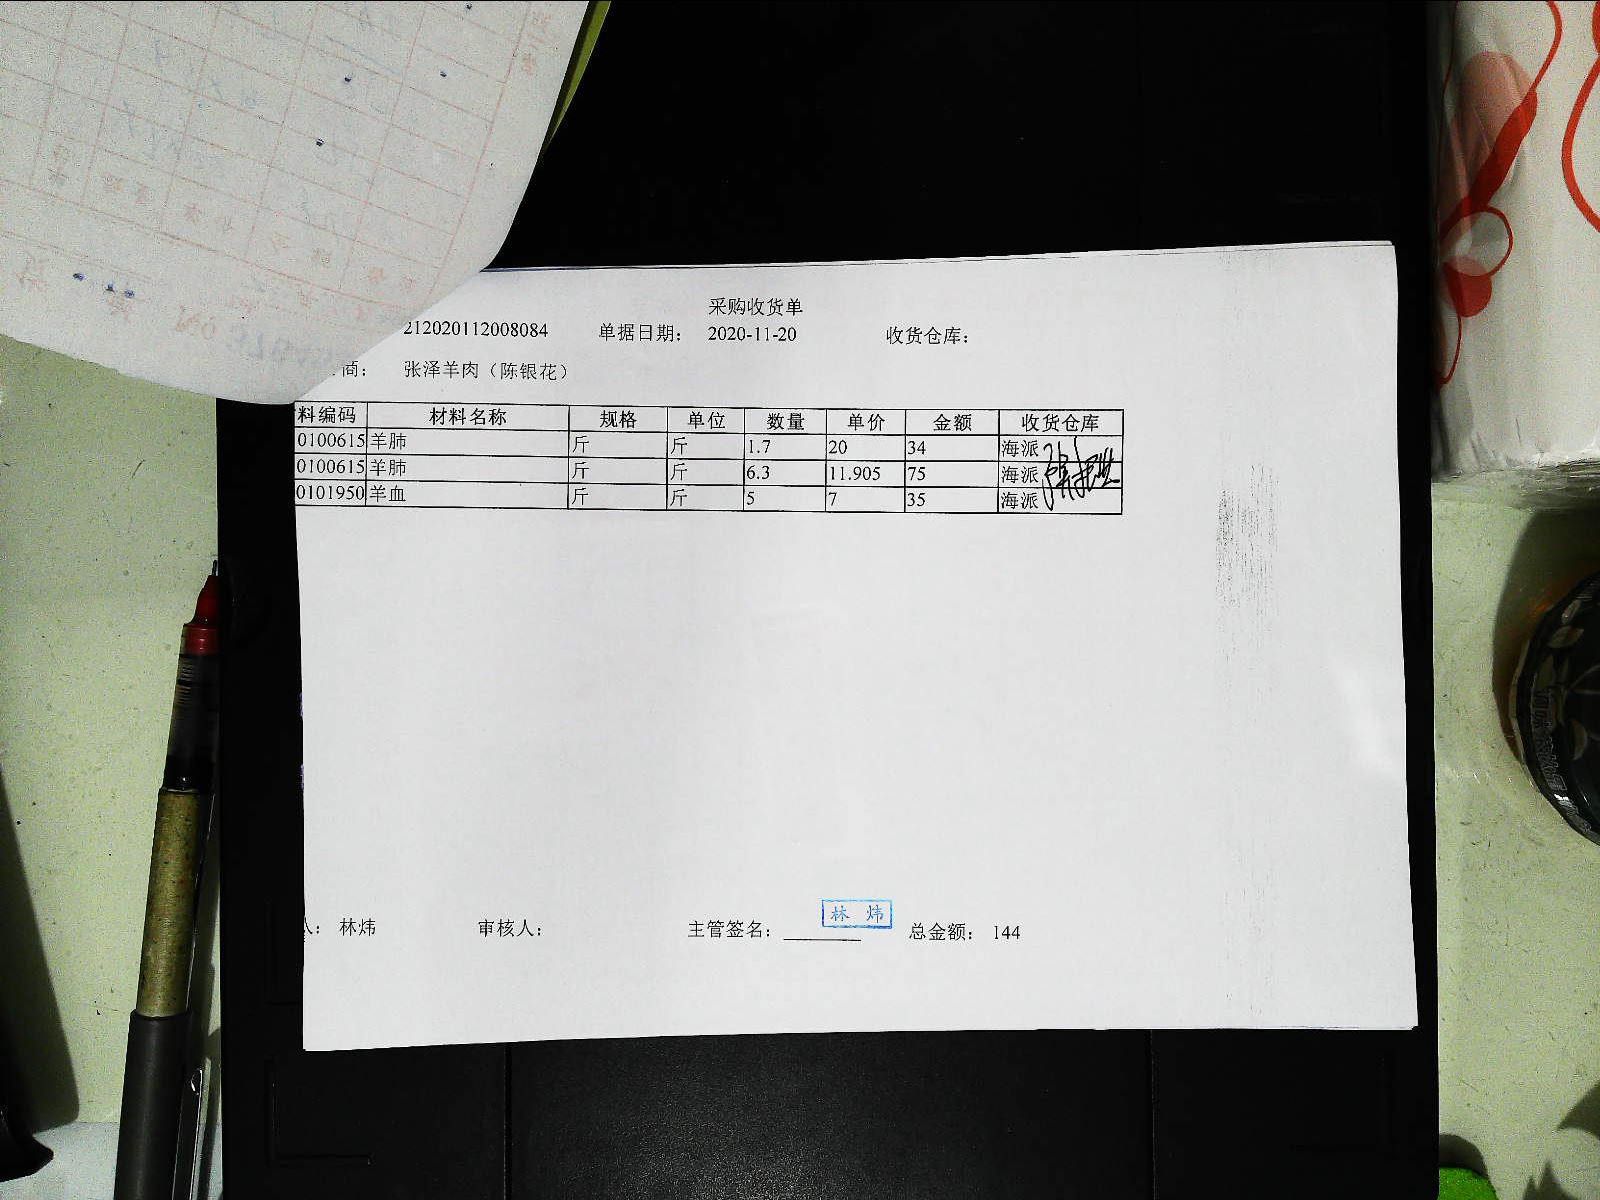 采购收货单
212020112008084 单据日期： 2020-11-20 收货仓库：
商： 张泽羊肉（陈银花）
料编码 材料名称 规格 单位 数量 单价 金额 收货仓库
0100615 羊肺 斤 斤 1.7 20 34 海派
0100615 羊肺 斤 斤 6.3 11.905 75 海派
0101950 羊血 斤 斤 5 7 35 海派
林炜
人： 林炜 审核人： 主管签名： 总金额： 144